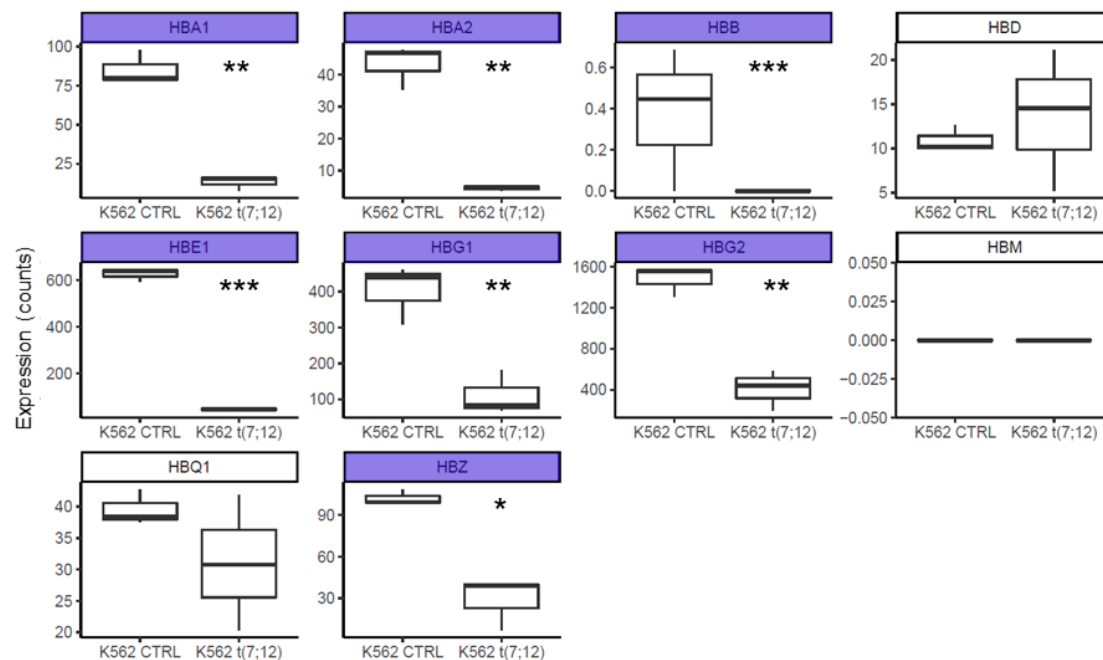 HBA1 HBA2 HBB HBD
100 75 50 25 ** K562 CTRL K562 t(7;12)
40 30 20 10 ** K562 CTRL K562 t(7;12)
0.6 0.4 0.2 0.0 *** K562 CTRL K562 t(7;12)
20 15 10 5 K562 CTRL K562 t(7;12)
Expression (counts)
HBE1 HBG1 HBG2 HBM
600 400 200 *** K562 CTRL K562 t(7;12)
400 300 200 100 ** K562 CTRL K562 t(7;12)
1600 1200 800 400 ** K562 CTRL K562 t(7;12)
0.050 0.025 0.000 −0.025 −0.050 K562 CTRL K562 t(7;12)
HBQ1 HBZ
40 35 30 25 20 K562 CTRL K562 t(7;12)
90 60 30 * K562 CTRL K562 t(7;12)